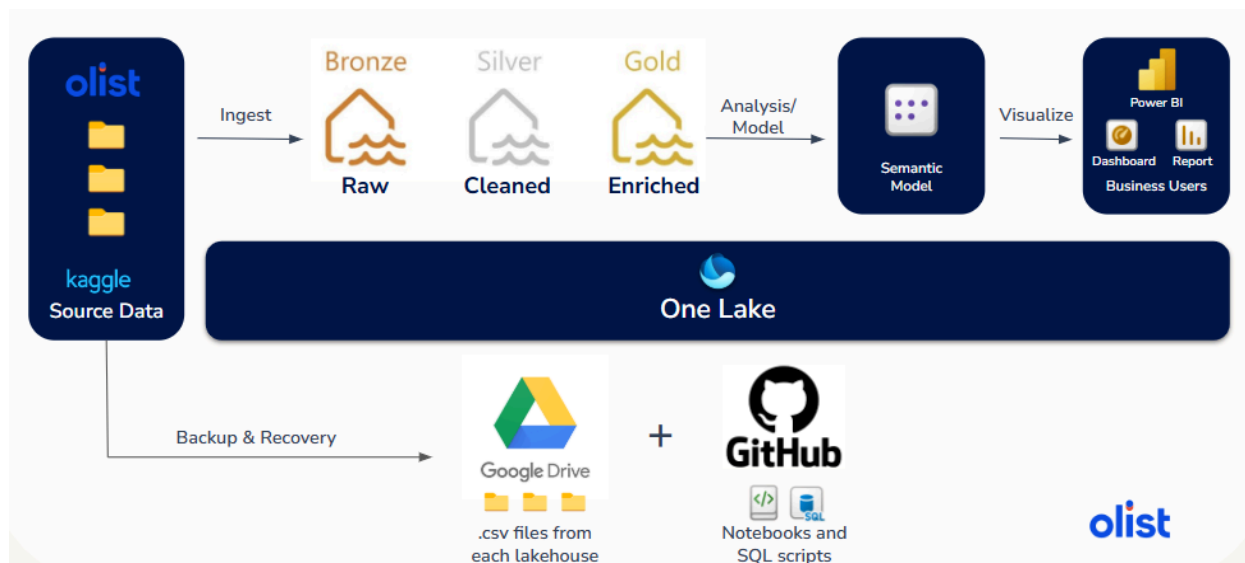 olist
kaggle
Source Data
Ingest
Bronze
Silver
Gold
Raw
Cleaned
Enriched
Analysis/
Model
Semantic
Model
Visualize
Power BI
Dashboard
Report
Business Users
One Lake
Backup & Recovery
Google Drive
.csv files from
each lakehouse
+
GitHub
</>
SQL
Notebooks and
SQL scripts
olist